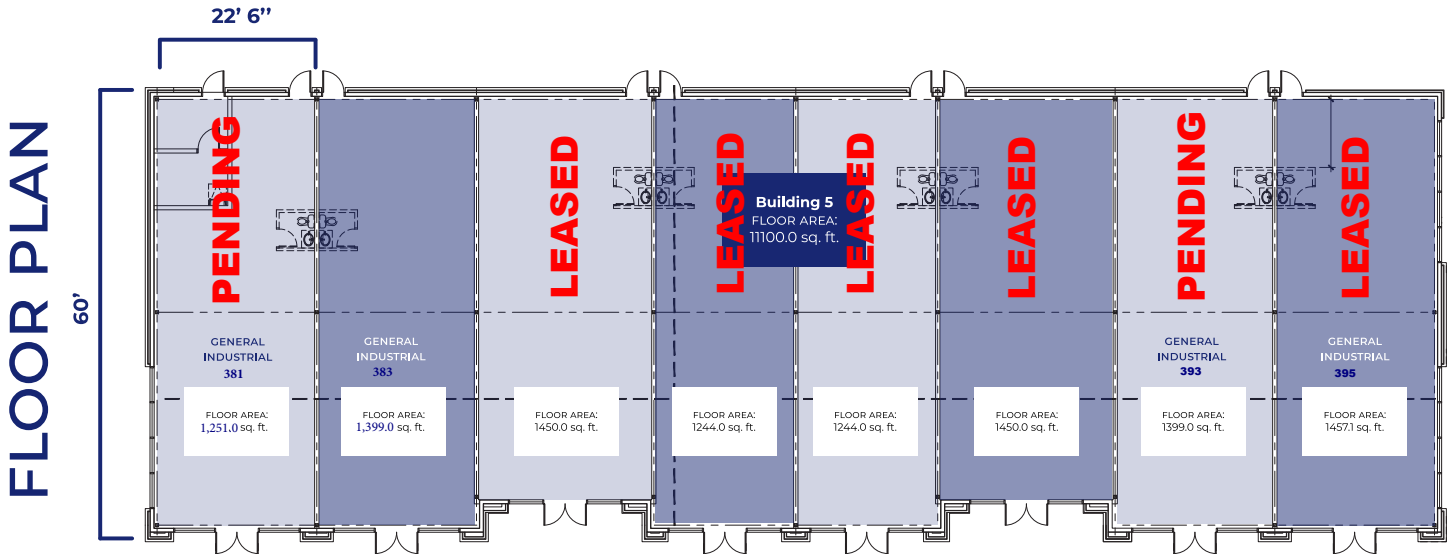 22’ 6’’
FLOOR PLAN
60’
PENDING
LEASED
LEASED
LEASED
LEASED
PENDING
LEASED
Building 5
FLOOR AREA:
11100.0 sq. ft.
GENERAL
INDUSTRIAL
381
FLOOR AREA:
1,251.0 sq. ft.
GENERAL
INDUSTRIAL
383
FLOOR AREA:
1,399.0 sq. ft.
FLOOR AREA:
1450.0 sq. ft.
FLOOR AREA:
1244.0 sq. ft.
FLOOR AREA:
1244.0 sq. ft.
FLOOR AREA:
1450.0 sq. ft.
GENERAL
INDUSTRIAL
393
FLOOR AREA:
1399.0 sq. ft.
GENERAL
INDUSTRIAL
395
FLOOR AREA:
1457.1 sq. ft.